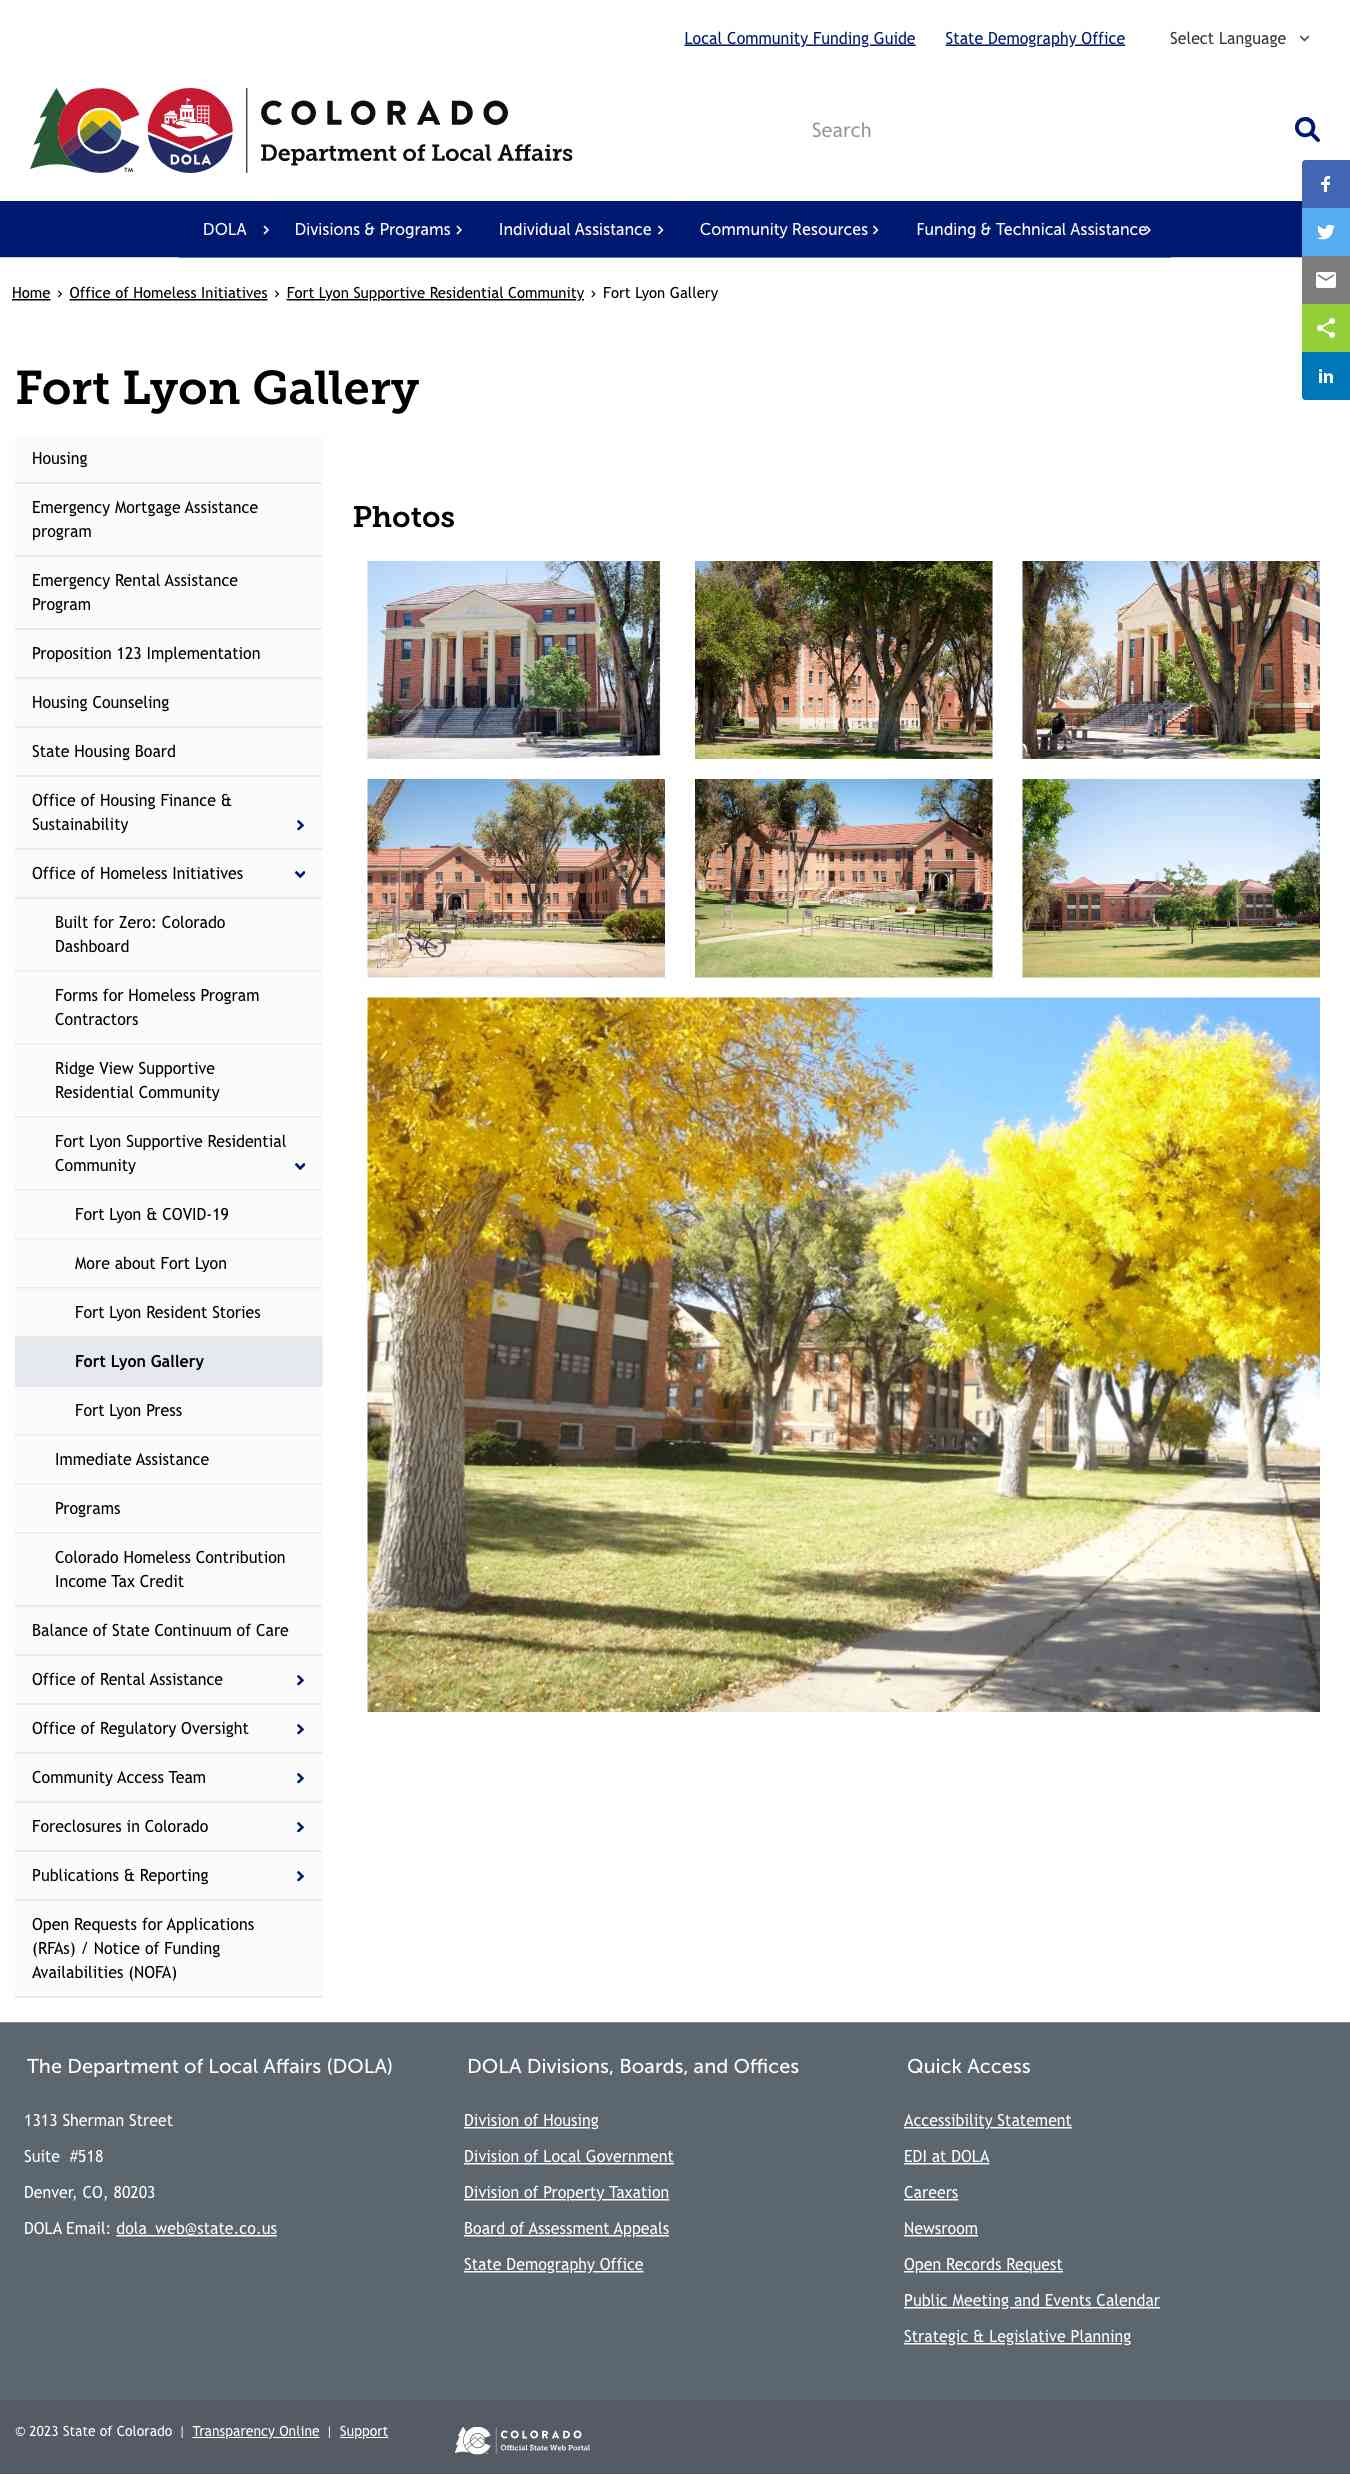 Local Community Funding Guide State Demography Office Select Language
COLORADO
Department of Local Affairs
DOLA
TM
Search
DOLA Divisions & Programs Individual Assistance Community Resources Funding & Technical Assistance
Home › Office of Homeless Initiatives › Fort Lyon Supportive Residential Community › Fort Lyon Gallery
Fort Lyon Gallery
Housing
Emergency Mortgage Assistance
program
Emergency Rental Assistance
Program
Proposition 123 Implementation
Housing Counseling
State Housing Board
Office of Housing Finance &
Sustainability
Office of Homeless Initiatives
Built for Zero: Colorado
Dashboard
Forms for Homeless Program
Contractors
Ridge View Supportive
Residential Community
Fort Lyon Supportive Residential
Community
Fort Lyon & COVID-19
More about Fort Lyon
Fort Lyon Resident Stories
Fort Lyon Gallery
Fort Lyon Press
Immediate Assistance
Programs
Colorado Homeless Contribution
Income Tax Credit
Balance of State Continuum of Care
Office of Rental Assistance
Office of Regulatory Oversight
Community Access Team
Foreclosures in Colorado
Publications & Reporting
Open Requests for Applications
(RFAs) / Notice of Funding
Availabilities (NOFA)
Photos
The Department of Local Affairs (DOLA)
1313 Sherman Street
Suite #518
Denver, CO, 80203
DOLA Email: dola_web@state.co.us
DOLA Divisions, Boards, and Offices
Division of Housing
Division of Local Government
Division of Property Taxation
Board of Assessment Appeals
State Demography Office
Quick Access
Accessibility Statement
EDI at DOLA
Careers
Newsroom
Open Records Request
Public Meeting and Events Calendar
Strategic & Legislative Planning
© 2023 State of Colorado | Transparency Online | Support
COLORADO
Official State Web Portal